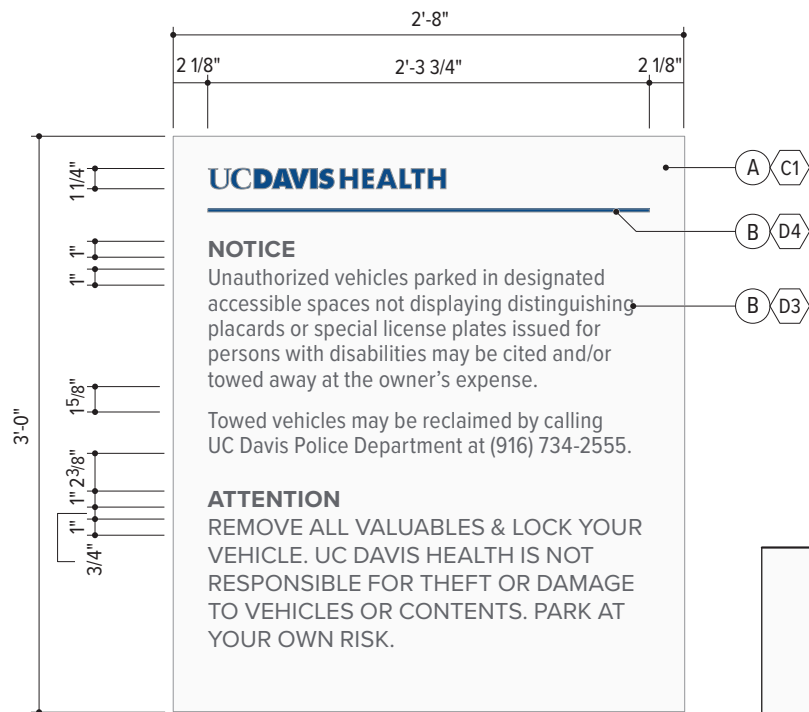 2'-8"
2 1/8"
2'-3 3/4"
2 1/8"
1 1/4"
1"
1"
1 5/8"
3'-0"
2 3/8"
1"
1"
3/4"
A
C1
B
D4
B
D3
UCDAVIS HEALTH
NOTICE
Unauthorized vehicles parked in designated
accessible spaces not displaying distinguishing
placards or special license plates issued for
persons with disabilities may be cited and/or
towed away at the owner’s expense.
Towed vehicles may be reclaimed by calling
UC Davis Police Department at (916) 734-2555.
ATTENTION
REMOVE ALL VALUABLES & LOCK YOUR
VEHICLE. UC DAVIS HEALTH IS NOT
RESPONSIBLE FOR THEFT OR DAMAGE
TO VEHICLES OR CONTENTS. PARK AT
YOUR OWN RISK.